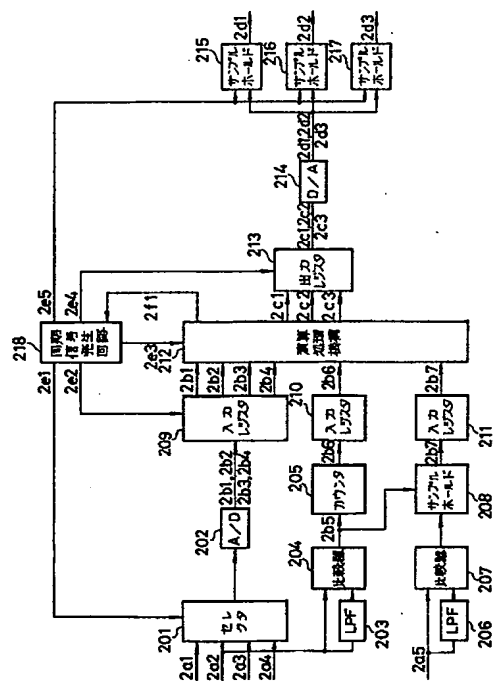 2a1
2a2
2a3
2a4
2a5
201
セレクタ
202
A/D
203
LPF
204
比較器
205
カウンタ
206
LPF
207
比較器
208
サンプル
ホールド
2b1, 2b2
2b3, 2b4
2b5
2b6
2b7
209
入力
レジスタ
210
入力
レジスタ
211
入力
レジスタ
2b1
2b2
2b3
2b4
2b6
2b7
218
同期
信号
発生
回路
2e1
2e2
2e3
2e4
2e5
2f1
212
演算処理機構
2c1
2c2
2c3
213
出力
レジスタ
2c1, 2c2
2c3
214
D/A
2d1, 2d2
2d3
215
サンプル
ホールド
2d1
216
サンプル
ホールド
2d2
217
サンプル
ホールド
2d3